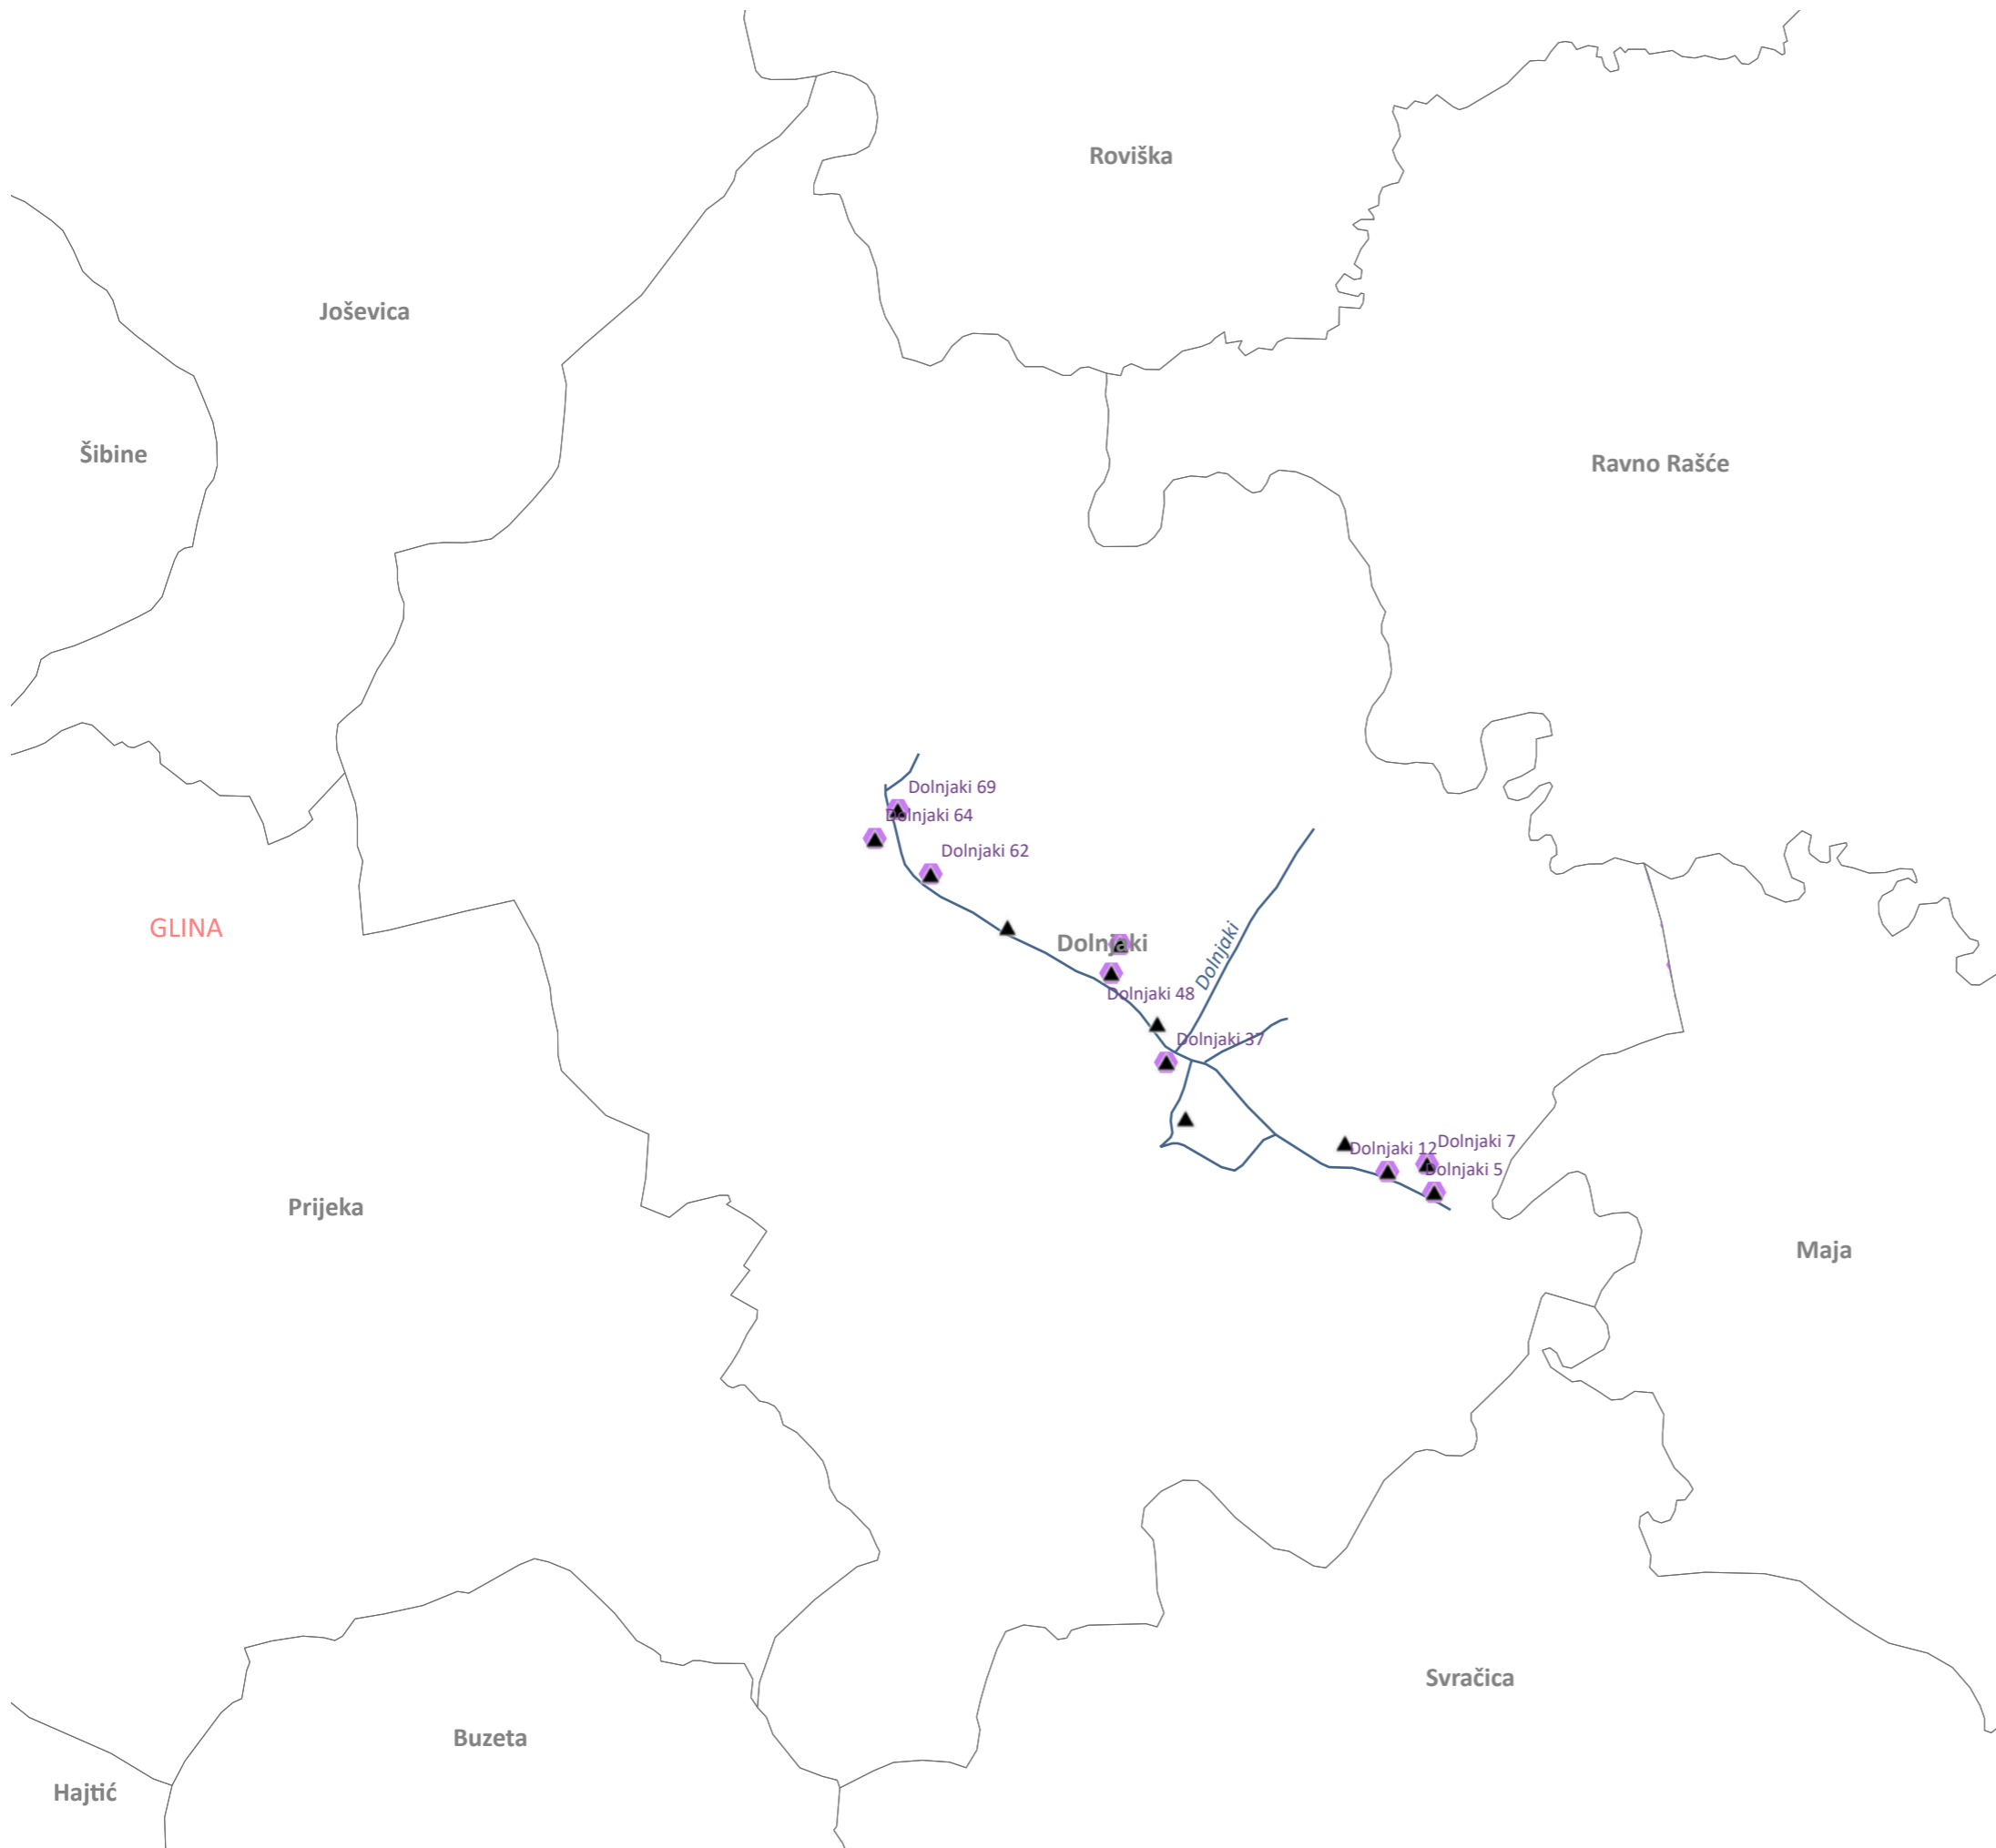 Roviška
Joševica
Šibine
Ravno Rašće
Dolnjaki 69
Dolnjaki 64
Dolnjaki 62
GLINA
Dolnjaki
Dolnjaki
Dolnjaki 48
Dolnjaki 37
Dolnjaki 7
Dolnjaki 12
Dolnjaki 5
Prijeka
Maja
Svračica
Buzeta
Hajtić